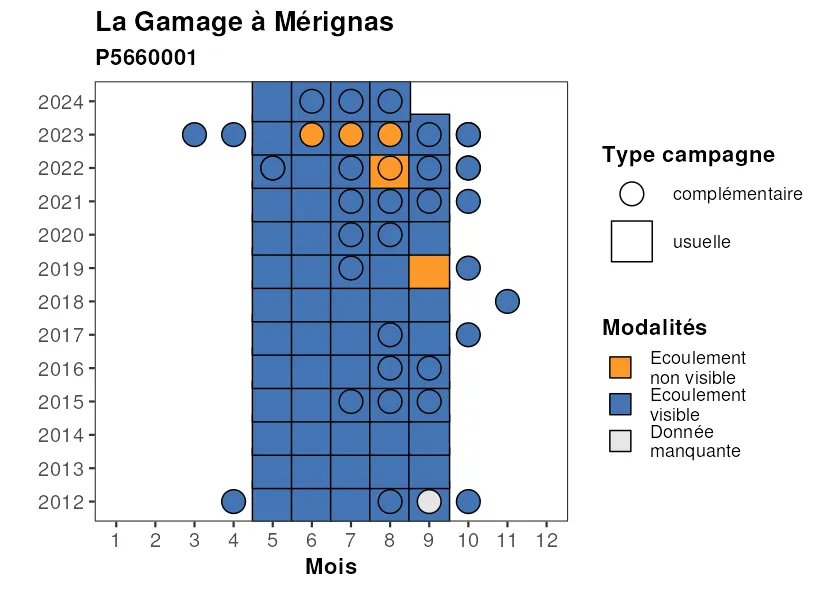 La Gamage à Mérignas
P5660001
2024
2023
2022
2021
2020
2019
2018
2017
2016
2015
2014
2013
2012
1 2 3 4 5 6 7 8 9 10 11 12
Mois
Type campagne
complémentaire
usuelle
Modalités
Ecoulement
non visible
Ecoulement
visible
Donnée
manquante